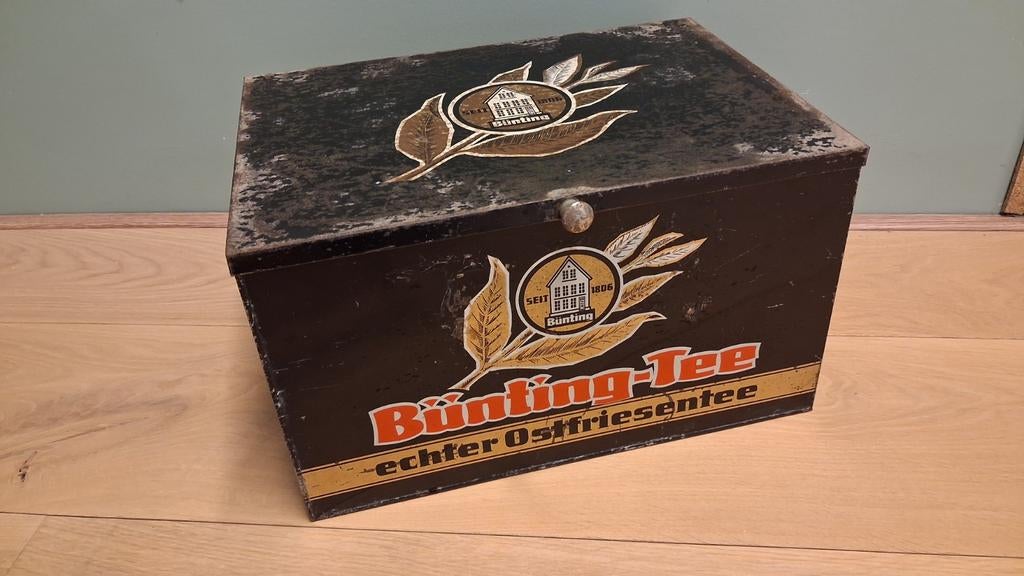 SEIT 1806
Bünting
SEIT 1806
Bünting
Bünting-Tee
echter Ostfriesentee